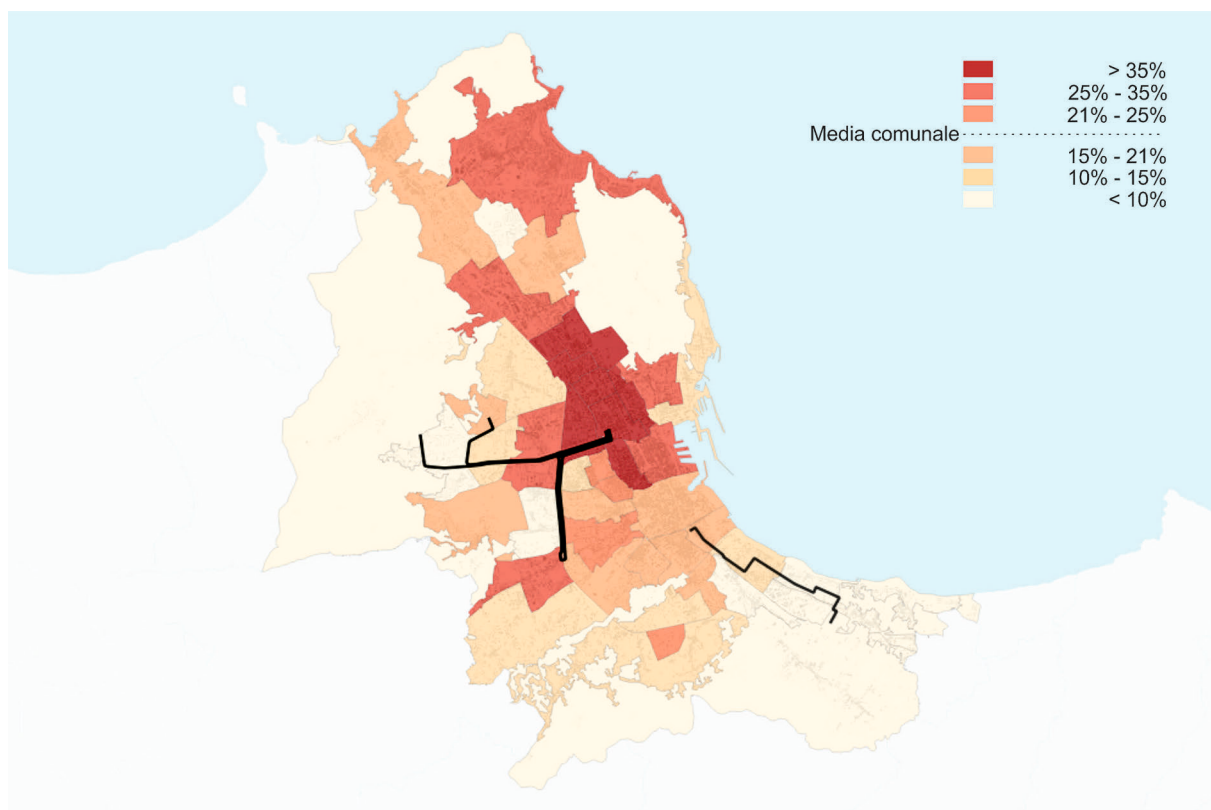 > 35%
25% - 35%
21% - 25%
Media comunale
15% - 21%
10% - 15%
< 10%